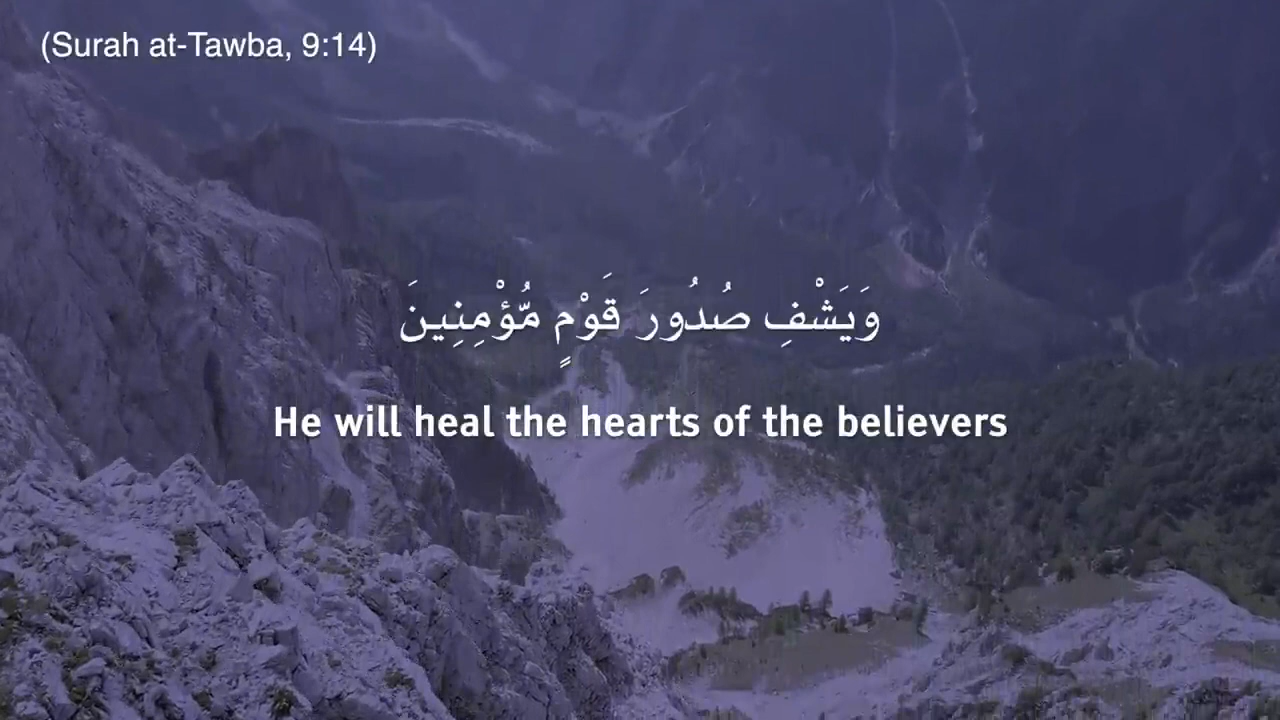 (Surah at-Tawba, 9:14)
وَيَشْفِ صُدُورَ قَوْمٍ مُّؤْمِنِينَ
He will heal the hearts of the believers